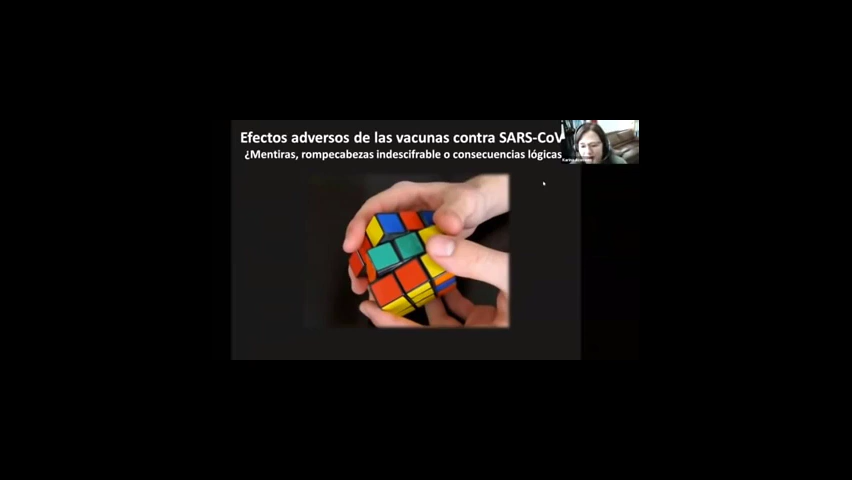 Efectos adversos de las vacunas contra SARS-CoV
¿Mentiras, rompecabezas indescifrable o consecuencias lógicas